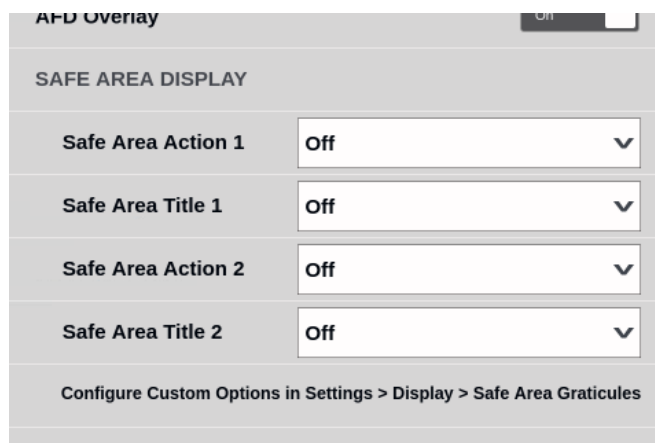 AFD Overlay On
SAFE AREA DISPLAY
Safe Area Action 1 Off
Safe Area Title 1 Off
Safe Area Action 2 Off
Safe Area Title 2 Off
Configure Custom Options in Settings > Display > Safe Area Graticules